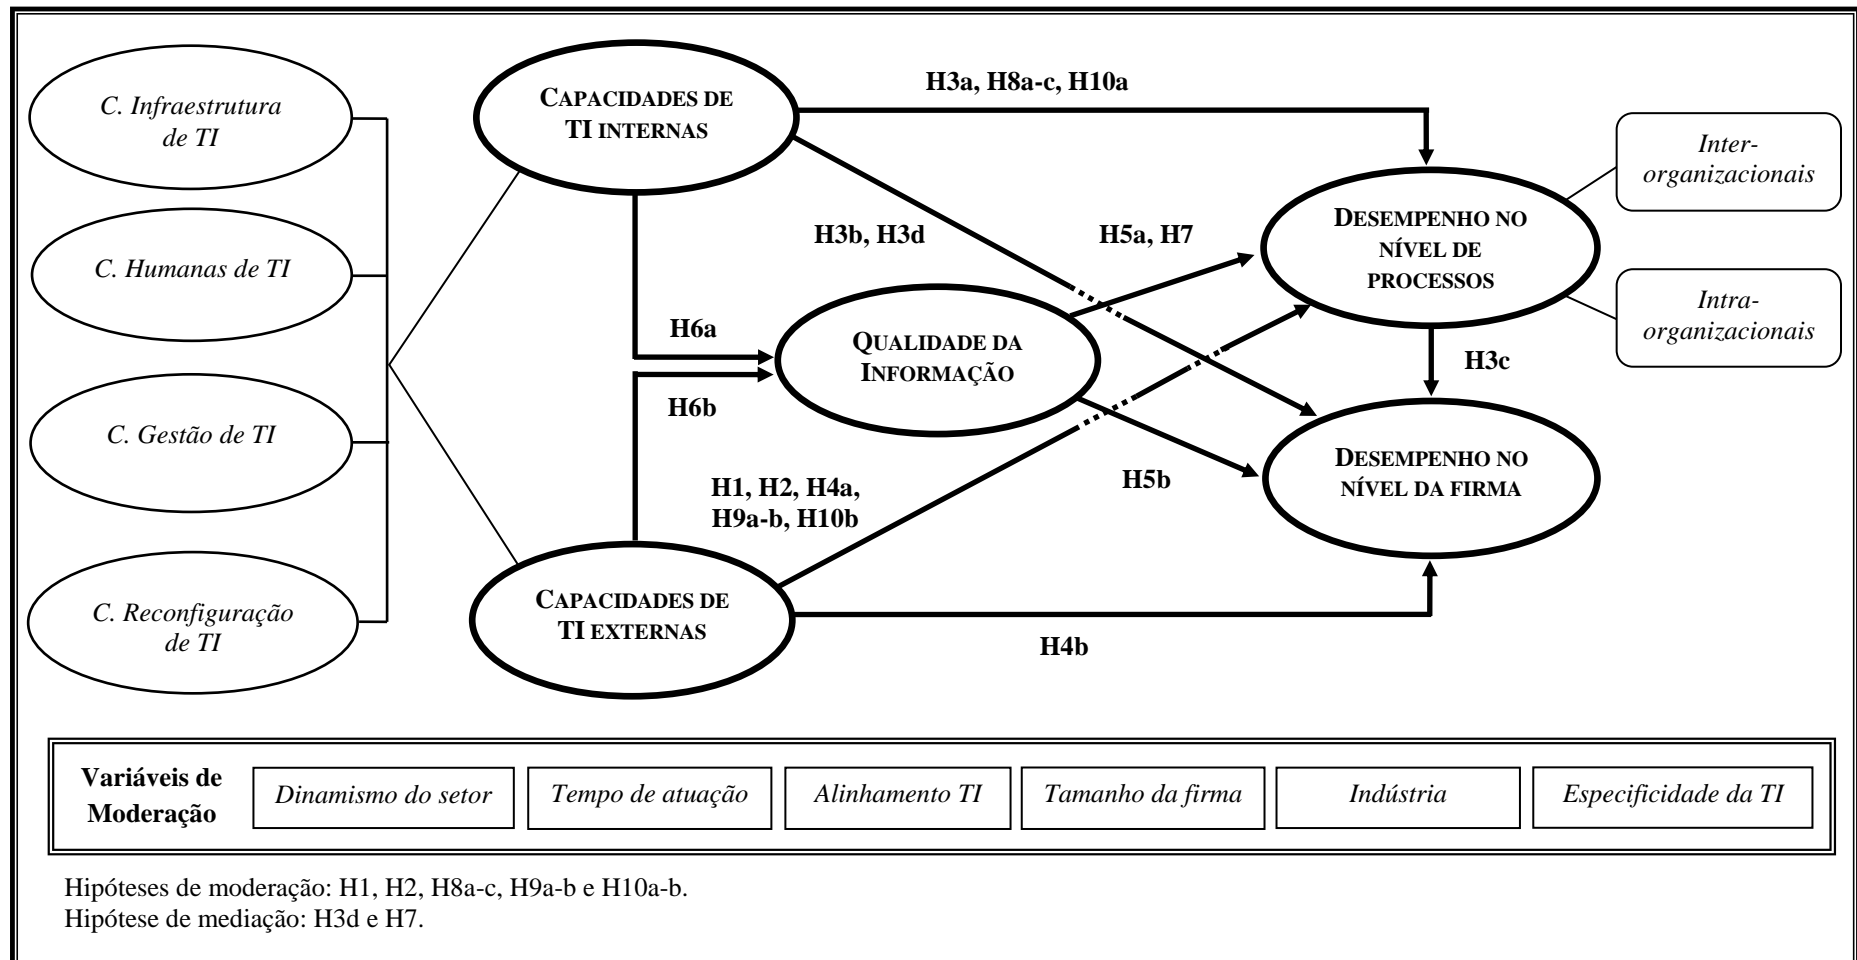 C. Infraestrutura
de TI
C. Humanas de TI
C. Gestão de TI
C. Reconfiguração
de TI
CAPACIDADES DE
TI INTERNAS
CAPACIDADES DE
TI EXTERNAS
H3a, H8a-c, H10a
H3b, H3d
H5a, H7
H6a
H6b
QUALIDADE DA
INFORMAÇÃO
H1, H2, H4a,
H9a-b, H10b
H5b
H4b
DESEMPENHO NO
NÍVEL DE
PROCESSOS
H3c
DESEMPENHO NO
NÍVEL DA FIRMA
Inter-
organizacionais
Intra-
organizacionais
Variáveis de
Moderação
Dinamismo do setor
Tempo de atuação
Alinhamento TI
Tamanho da firma
Indústria
Especificidade da TI
Hipóteses de moderação: H1, H2, H8a-c, H9a-b e H10a-b.
Hipótese de mediação: H3d e H7.